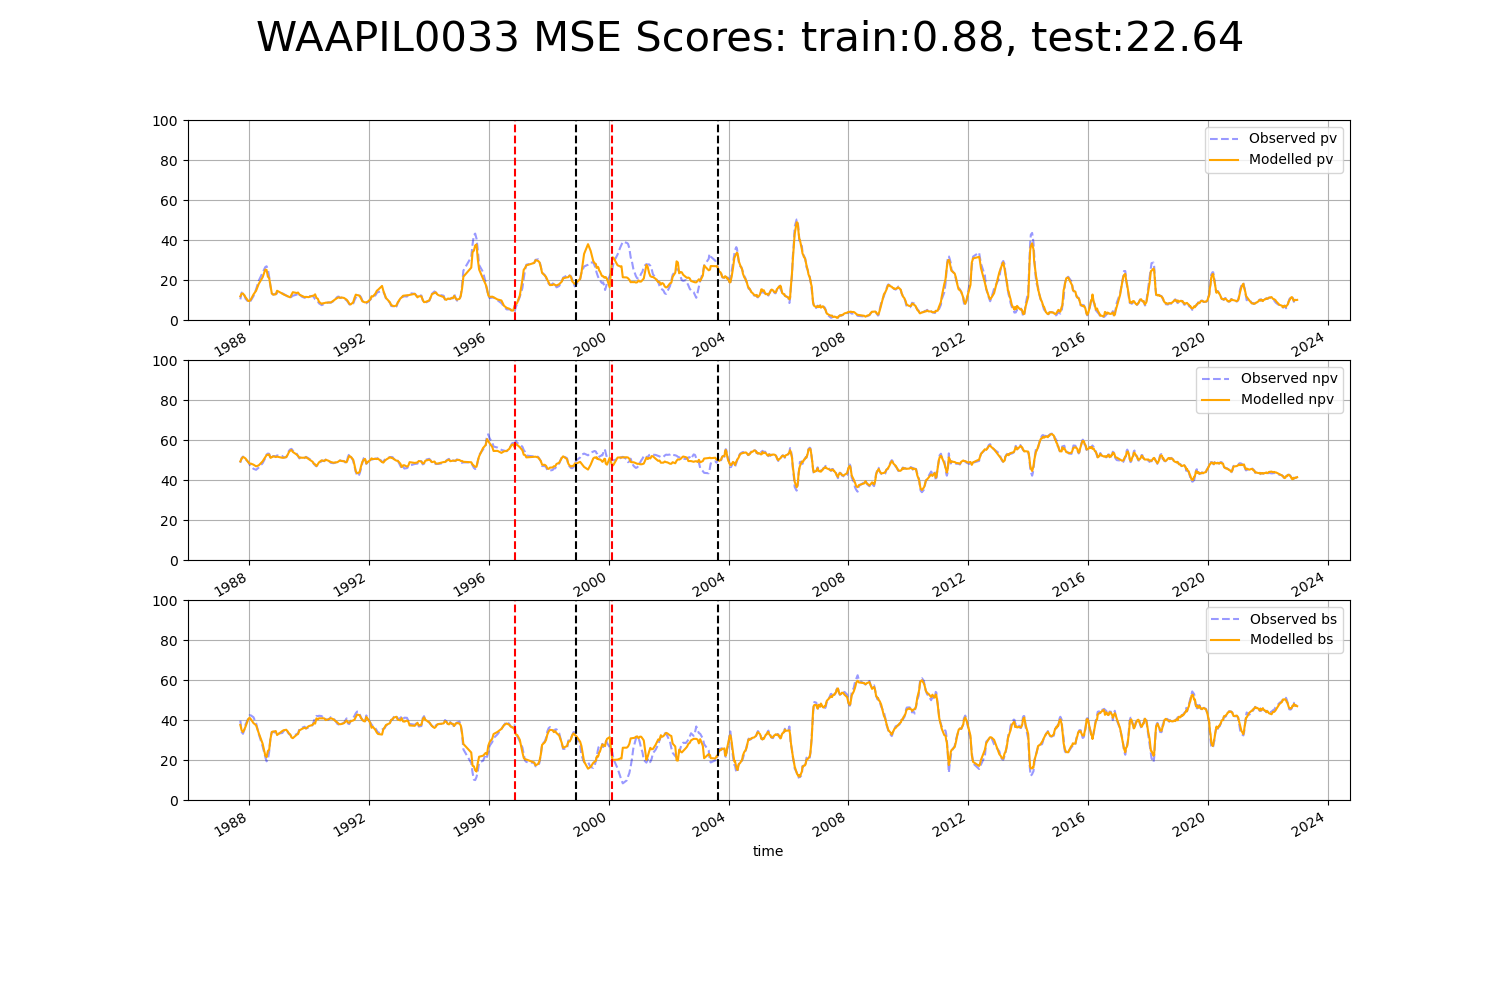 WAAPIL0033 MSE Scores: train:0.88, test:22.64
100
80
60
40
20
0
Observed pv
Modelled pv
1988 1992 1996 2000 2004 2008 2012 2016 2020 2024
100
80
60
40
20
0
Observed npv
Modelled npv
1988 1992 1996 2000 2004 2008 2012 2016 2020 2024
100
80
60
40
20
0
Observed bs
Modelled bs
1988 1992 1996 2000 2004 2008 2012 2016 2020 2024
time